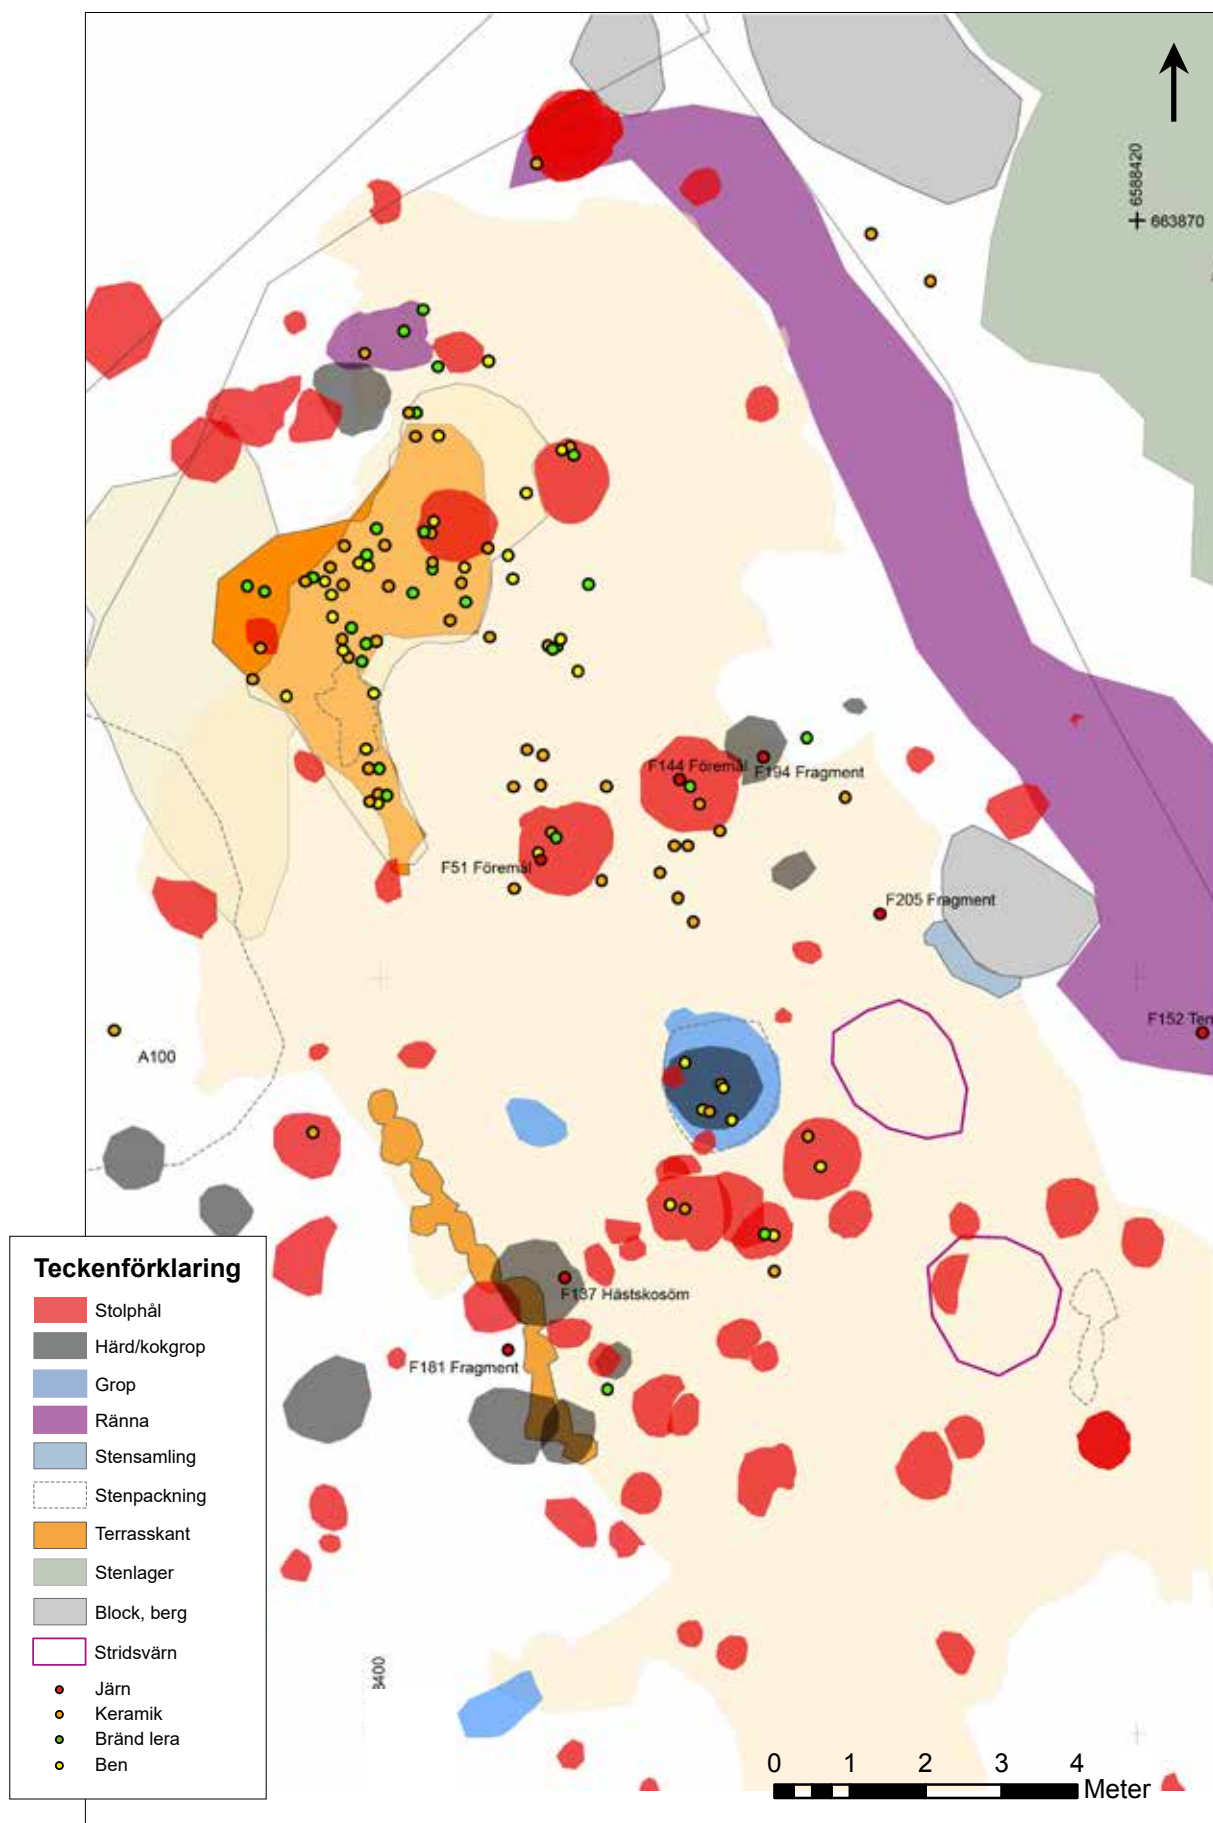 6588420
663870
F144 Föremål
F194 Fragment
F51 Föremål
F205 Fragment
F152 Ten
A100
F137 Hästskosöm
F181 Fragment
Teckenförklaring
Stolphål
Härd/kokgrop
Grop
Ränna
Stensamling
Stenpackning
Terrasskant
Stenlager
Block, berg
Stridsvärn
Järn
Keramik
Bränd lera
Ben
0 1 2 3 4
Meter